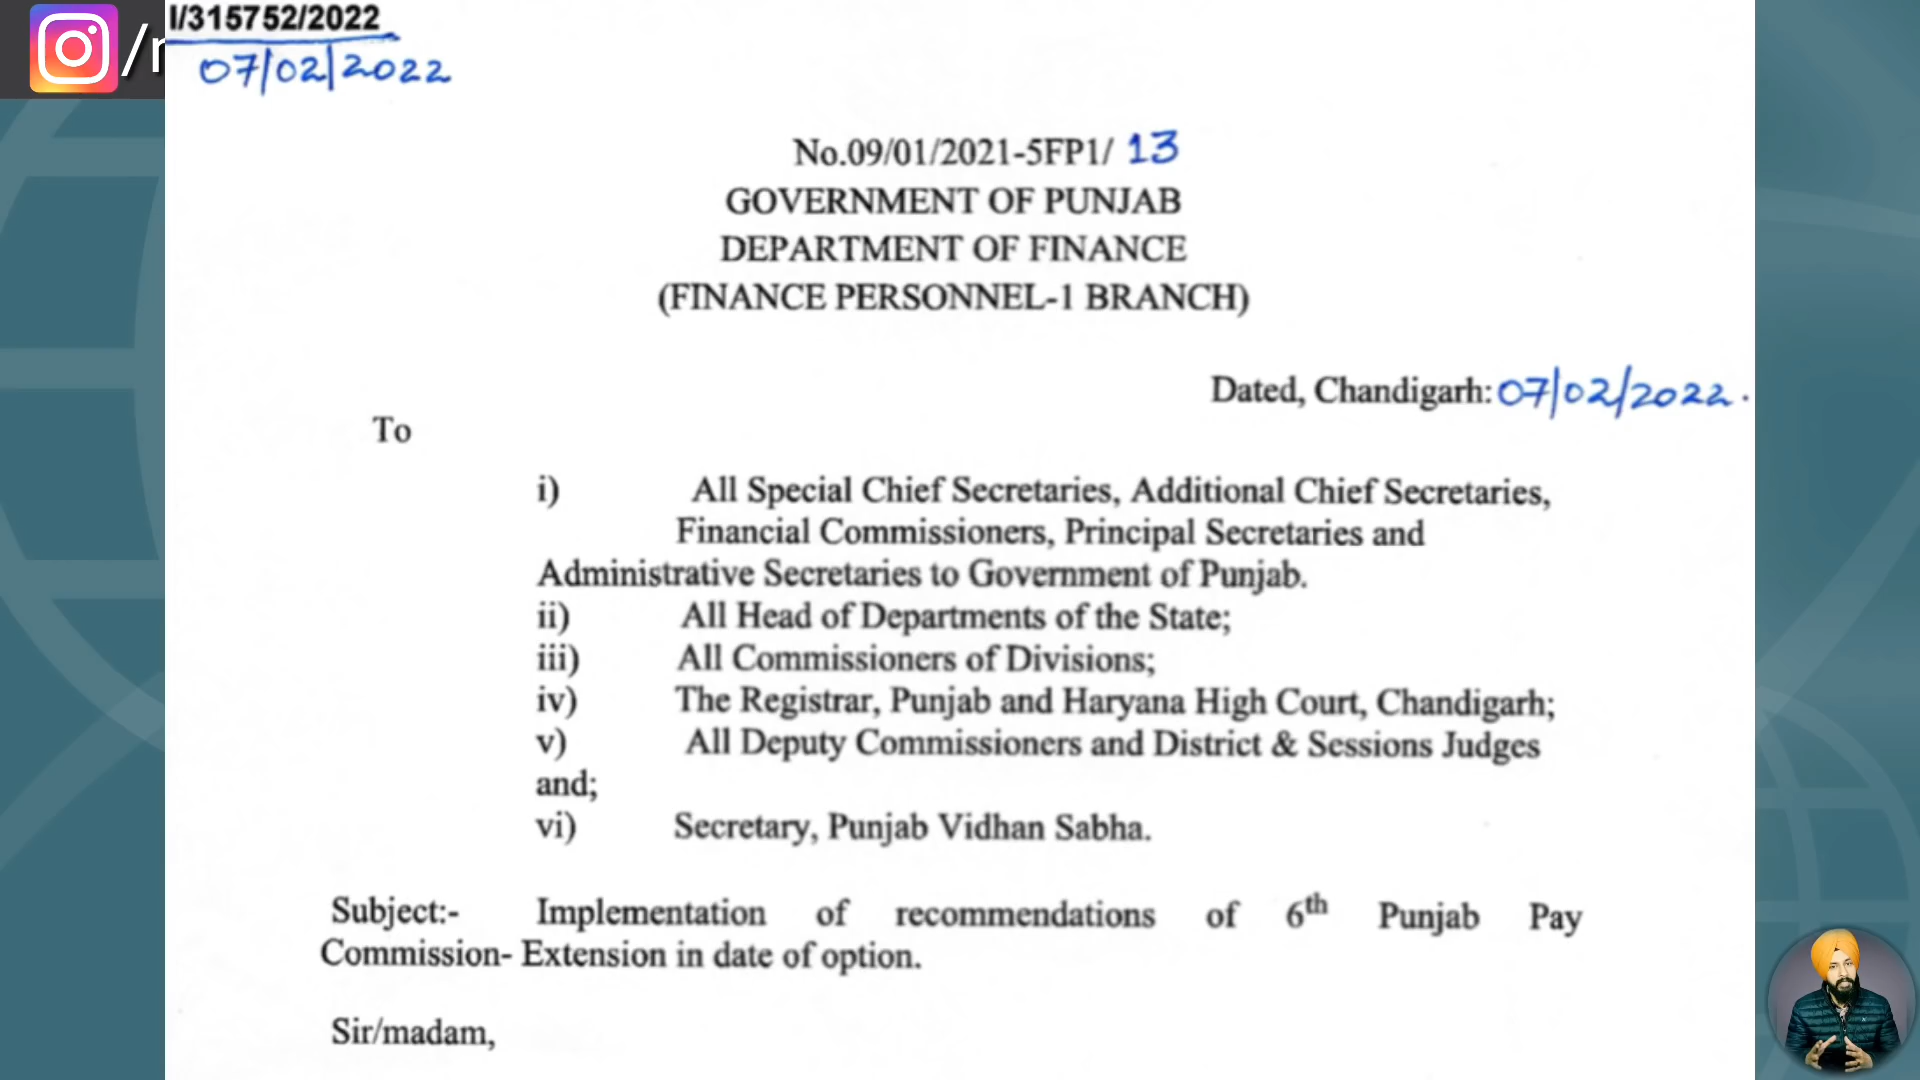 I/315752/2022
07/02/2022
No.09/01/2021-5FP1/ 13
GOVERNMENT OF PUNJAB
DEPARTMENT OF FINANCE
(FINANCE PERSONNEL-1 BRANCH)
Dated, Chandigarh: 07/02/2022.
To
i) All Special Chief Secretaries, Additional Chief Secretaries,
Financial Commissioners, Principal Secretaries and
Administrative Secretaries to Government of Punjab.
ii) All Head of Departments of the State;
iii) All Commissioners of Divisions;
iv) The Registrar, Punjab and Haryana High Court, Chandigarh;
v) All Deputy Commissioners and District & Sessions Judges
and;
vi) Secretary, Punjab Vidhan Sabha.
Subject:- Implementation of recommendations of 6th Punjab Pay
Commission- Extension in date of option.
Sir/madam,